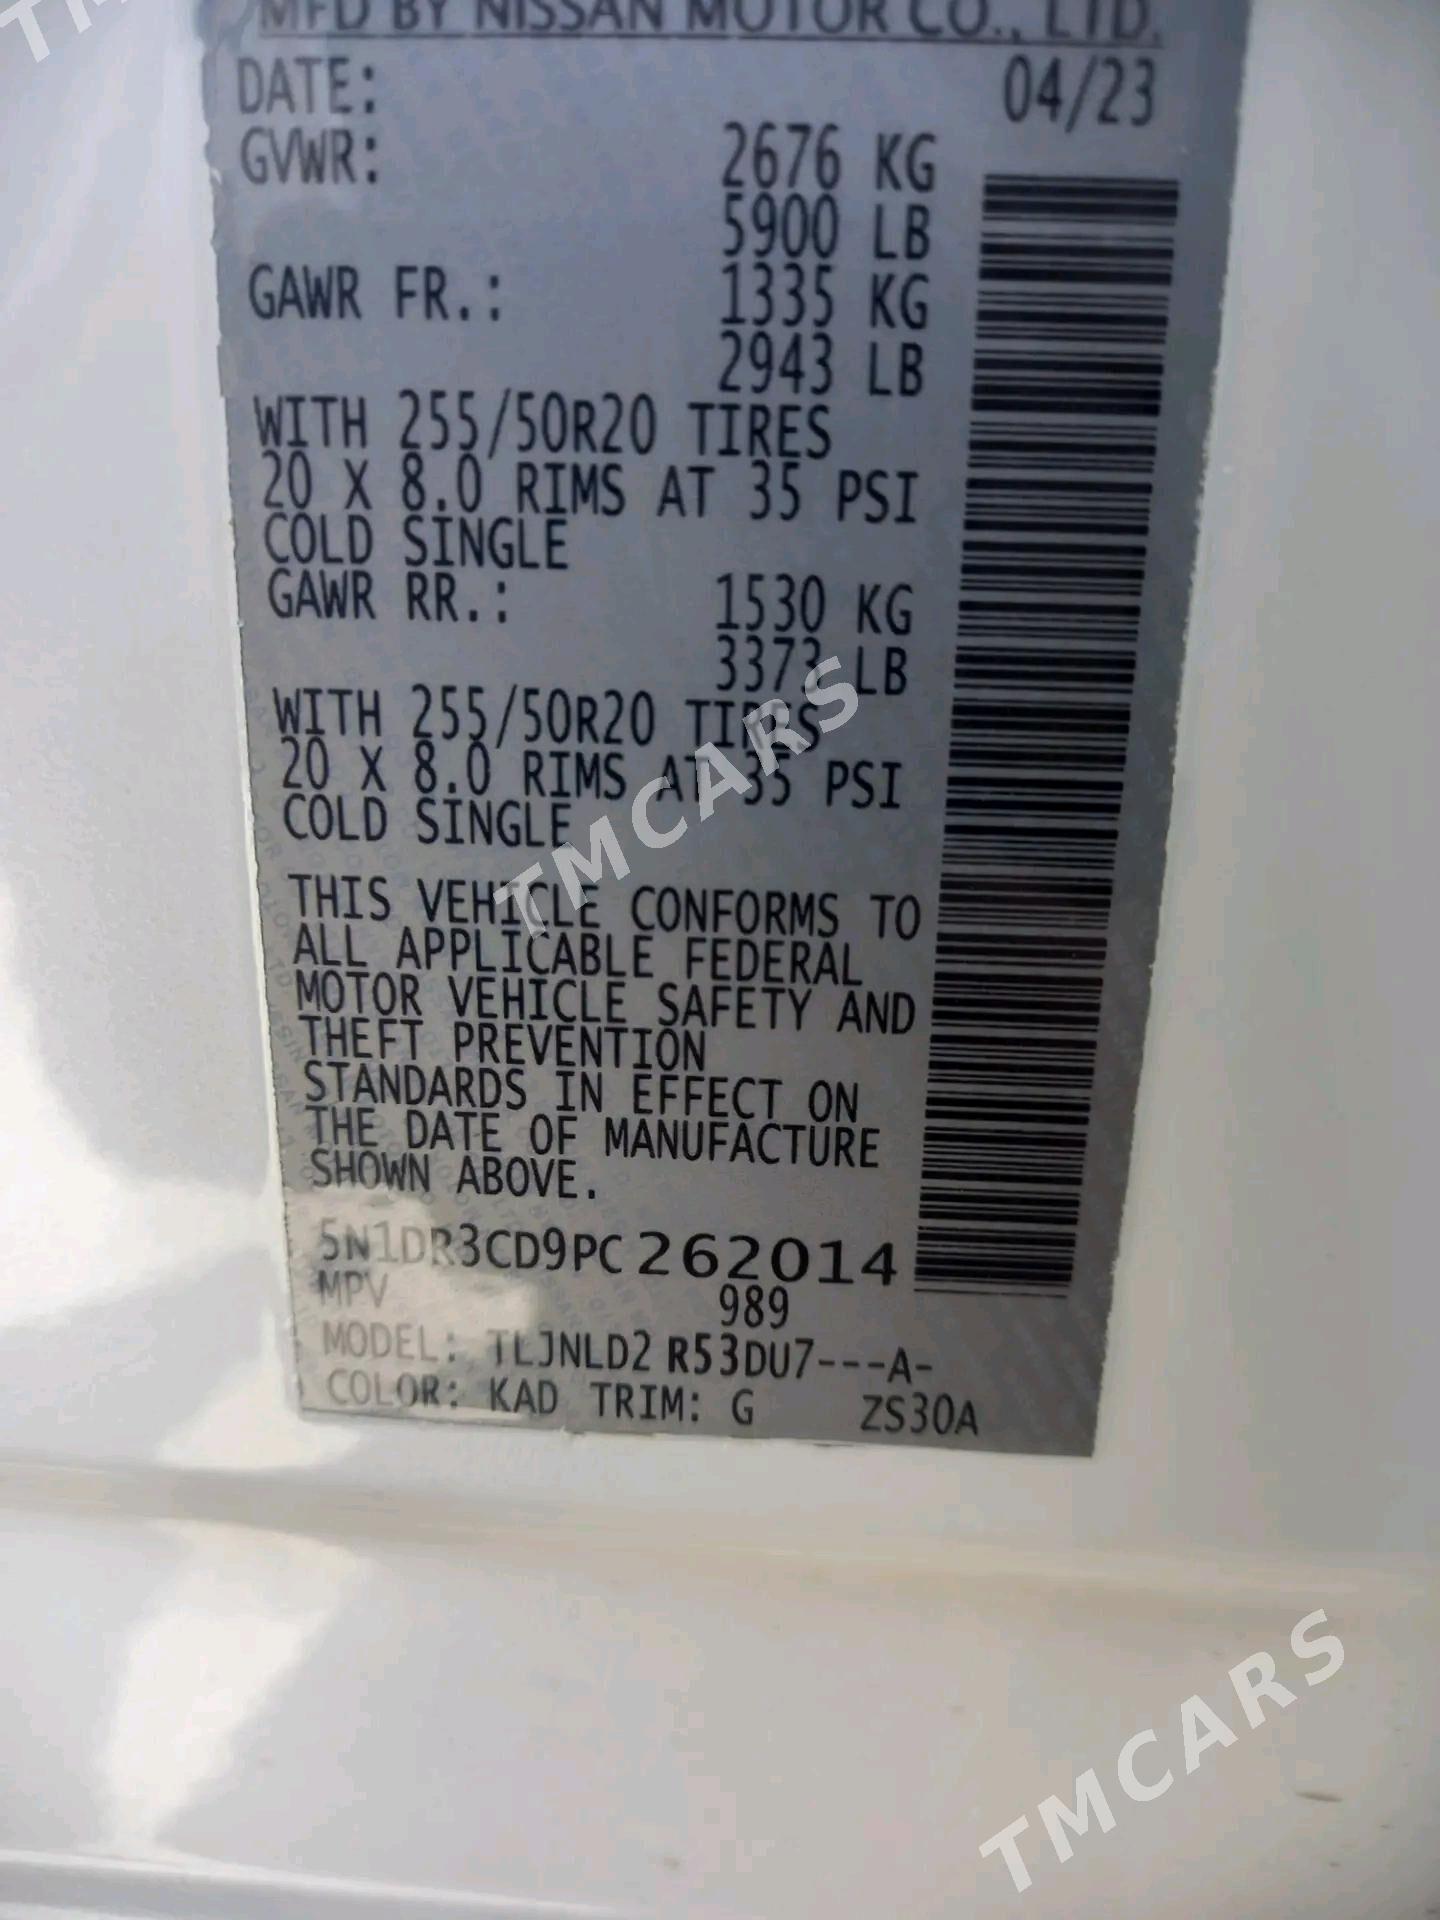 MFD BY NISSAN MOTOR CO., LTD.
DATE: 04/23
GVWR: 2676 KG
5900 LB
GAWR FR.: 1335 KG
2943 LB
WITH 255/50R20 TIRES
20 X 8.0 RIMS AT 35 PSI
COLD SINGLE
GAWR RR.: 1530 KG
3373 LB
WITH 255/50R20 TIRES
20 X 8.0 RIMS AT 35 PSI
COLD SINGLE
THIS VEHICLE CONFORMS TO
ALL APPLICABLE FEDERAL
MOTOR VEHICLE SAFETY AND
THEFT PREVENTION
STANDARDS IN EFFECT ON
THE DATE OF MANUFACTURE
SHOWN ABOVE.
5N1DR3CD9PC262014
MPV 989
MODEL: TLJNLD2 R53DU7---A-
COLOR: KAD TRIM: G ZS30A
TMCARS
TMCARS